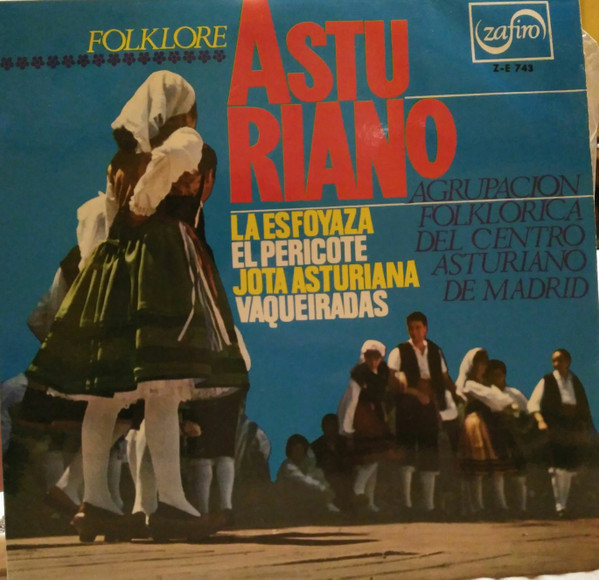 FOLKLORE
ASTU
RIANO
zafiro
Z-E 743
AGRUPACION
FOLKLORICA
DEL CENTRO
ASTURIANO
DE MADRID
LA ESFOYAZA
EL PERICOTE
JOTA ASTURIANA
VAQUEIRADAS